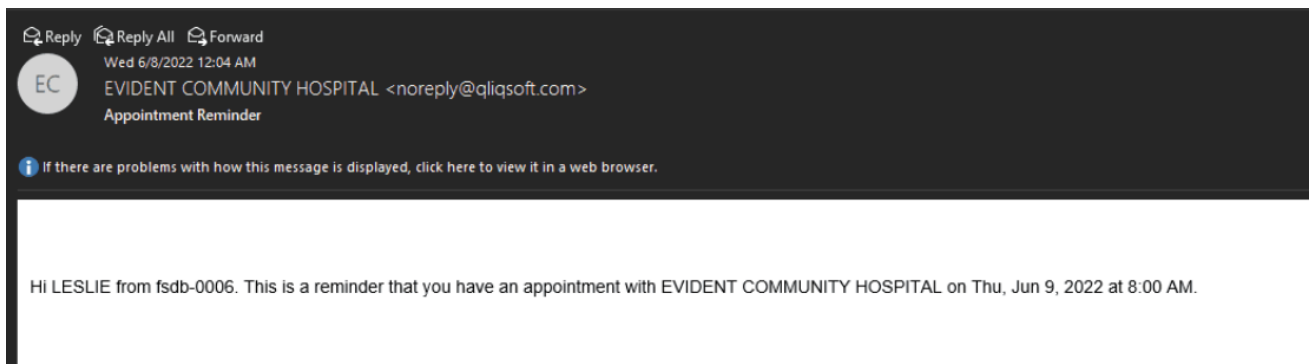 Reply Reply All Forward
Wed 6/8/2022 12:04 AM
EC
EVIDENT COMMUNITY HOSPITAL <noreply@qliqsoft.com>
Appointment Reminder
If there are problems with how this message is displayed, click here to view it in a web browser.
Hi LESLIE from fsdb-0006. This is a reminder that you have an appointment with EVIDENT COMMUNITY HOSPITAL on Thu, Jun 9, 2022 at 8:00 AM.